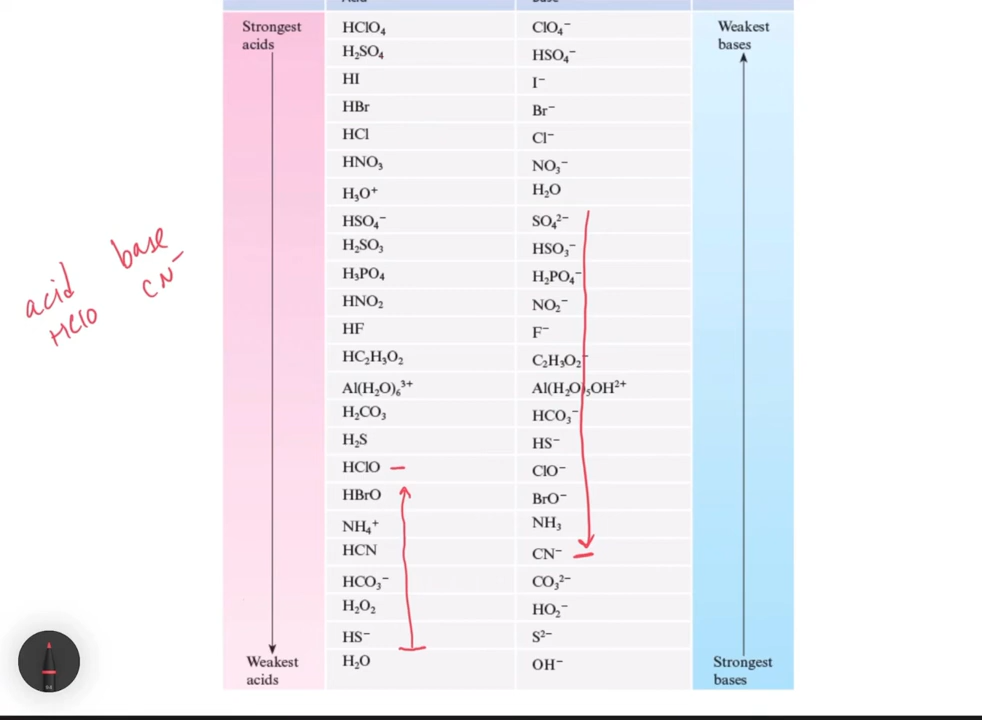 Strongest acids
HClO₄ ClO₄⁻
Weakest bases
H₂SO₄ HSO₄⁻
HI I⁻
HBr Br⁻
HCl Cl⁻
HNO₃ NO₃⁻
H₃O⁺ H₂O
HSO₄⁻ SO₄²⁻
H₂SO₃ HSO₃⁻
H₃PO₄ H₂PO₄⁻
HNO₂ NO₂⁻
HF F⁻
HC₂H₃O₂ C₂H₃O₂⁻
Al(H₂O)₆³⁺ Al(H₂O)₅OH²⁺
H₂CO₃ HCO₃⁻
H₂S HS⁻
HClO ClO⁻
HBrO BrO⁻
NH₄⁺ NH₃
HCN CN⁻
HCO₃⁻ CO₃²⁻
H₂O₂ HO₂⁻
HS⁻ S²⁻
Weakest acids
H₂O OH⁻
Strongest bases
acid base
HClO CN⁻